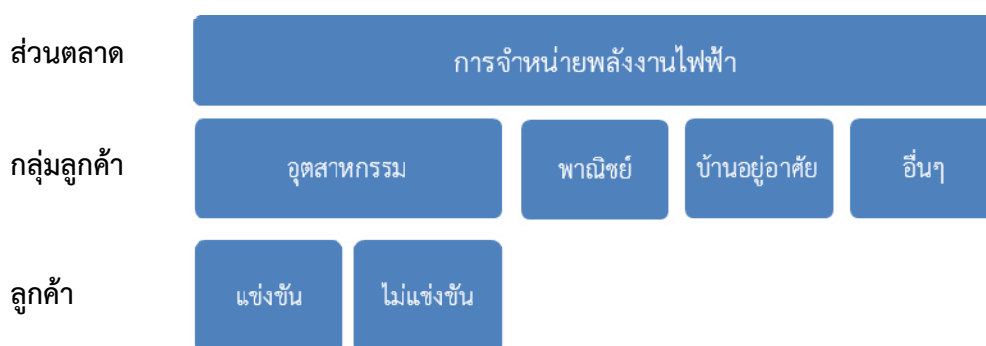 ส่วนตลาด
การจำหน่ายพลังงานไฟฟ้า
กลุ่มลูกค้า
อุตสาหกรรม
พาณิชย์
บ้านอยู่อาศัย
อื่นๆ
ลูกค้า
แข่งขัน
ไม่แข่งขัน